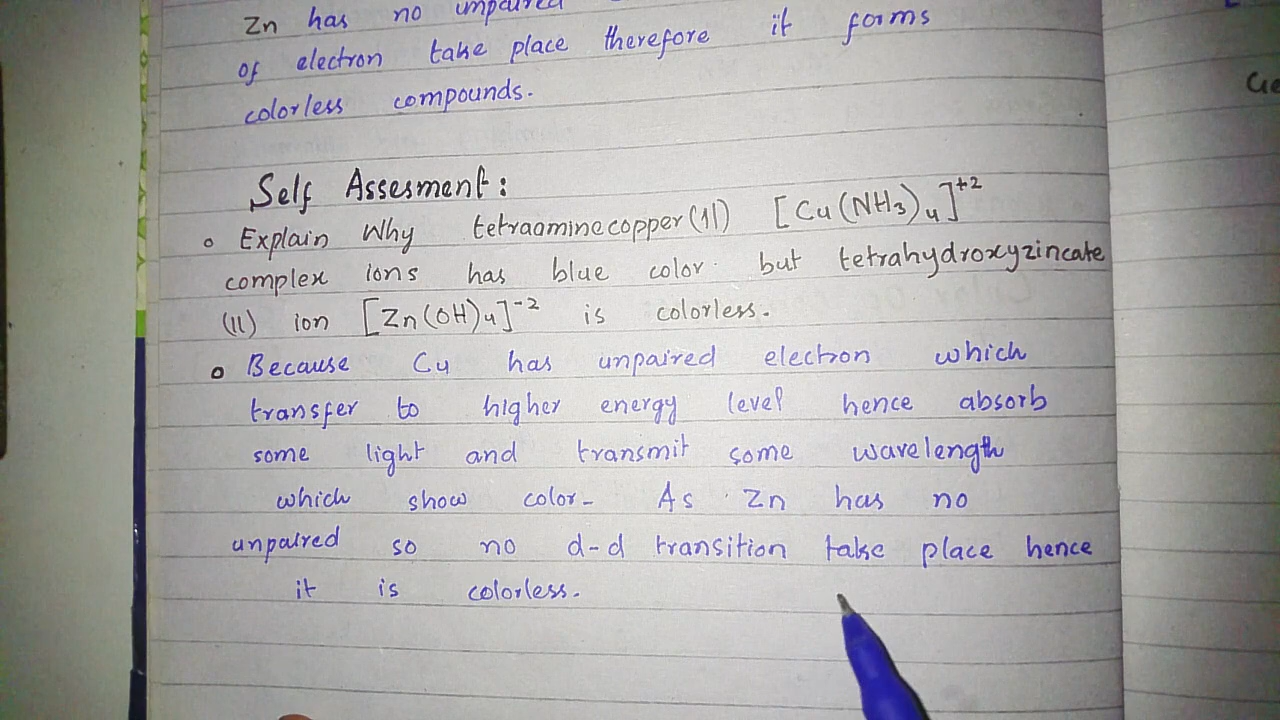 Zn has no unpaired
of electron take place therefore it forms
colorless compounds.
Self Assesment:
o Explain Why tetraaminecopper(11) [Cu(NH3)4]+2
complex ions has blue color. but tetrahydroxyzincate
(11) ion [Zn(OH)4]-2 is colorless.
o Because Cu has unpaired electron which
transfer to higher energy level hence absorb
some light and transmit some wavelength
which show color- As Zn has no
unpaired so no d-d transition take place hence
it is colorless.